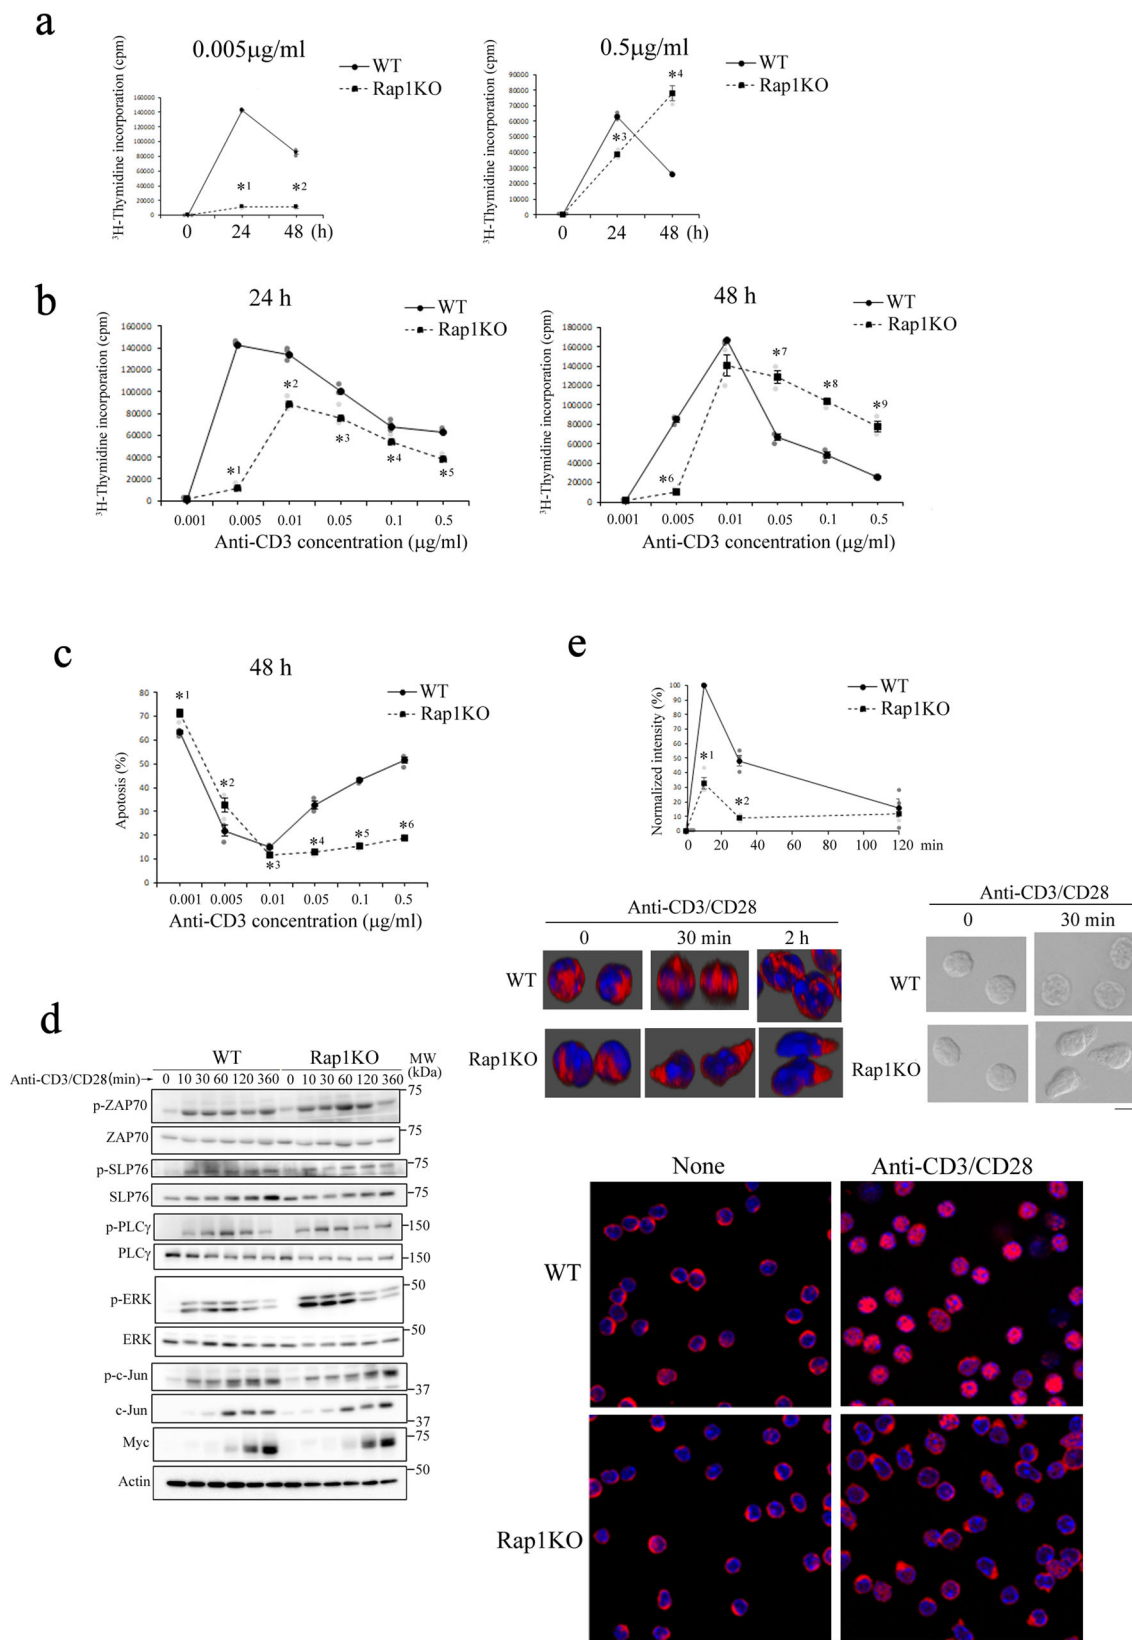 a
0.005µg/ml
WT
Rap1KO
³H-Thymidine incorporation (cpm)
160000
140000
120000
100000
80000
60000
40000
20000
0
*1
*2
0 24 48 (h)
0.5µg/ml
WT
Rap1KO
³H-Thymidine incorporation (cpm)
90000
80000
70000
60000
50000
40000
30000
20000
10000
0
*3
*4
0 24 48 (h)
b
24 h
WT
Rap1KO
³H-Thymidine incorporation (cpm)
160000
140000
120000
100000
80000
60000
40000
20000
0
*1
*2
*3
*4
*5
0.001 0.005 0.01 0.05 0.1 0.5
Anti-CD3 concentration (µg/ml)
48 h
WT
Rap1KO
³H-Thymidine incorporation (cpm)
180000
160000
140000
120000
100000
80000
60000
40000
20000
0
*6
*7
*8
*9
0.001 0.005 0.01 0.05 0.1 0.5
Anti-CD3 concentration (µg/ml)
c
48 h
WT
Rap1KO
Apotosis (%)
80
70
60
50
40
30
20
10
0
*1
*2
*3
*4
*5
*6
0.001 0.005 0.01 0.05 0.1 0.5
Anti-CD3 concentration (µg/ml)
e
WT
Rap1KO
Normalized intensity (%)
100
90
80
70
60
50
40
30
20
10
0
*1
*2
0 20 40 60 80 100 120 min
Anti-CD3/CD28
0 30 min 2 h
WT
Rap1KO
Anti-CD3/CD28
0 30 min
WT
Rap1KO
d
WT Rap1KO MW (kDa)
Anti-CD3/CD28(min) 0 10 30 60 120 360 0 10 30 60 120 360
75
p-ZAP70
75
ZAP70
p-SLP76 75
SLP76 75
p-PLCγ 150
PLCγ 150
50
p-ERK
50
ERK
p-c-Jun
37
c-Jun
37
Myc 75
50
Actin
None Anti-CD3/CD28
WT
Rap1KO